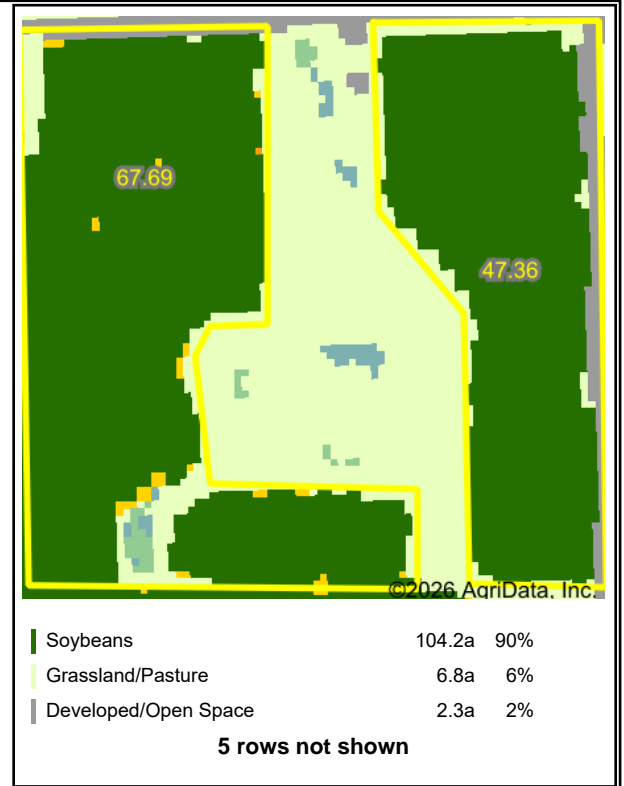 67.69
47.36
©2026 AgriData, Inc.
Soybeans 104.2a 90%
Grassland/Pasture 6.8a 6%
Developed/Open Space 2.3a 2%
5 rows not shown